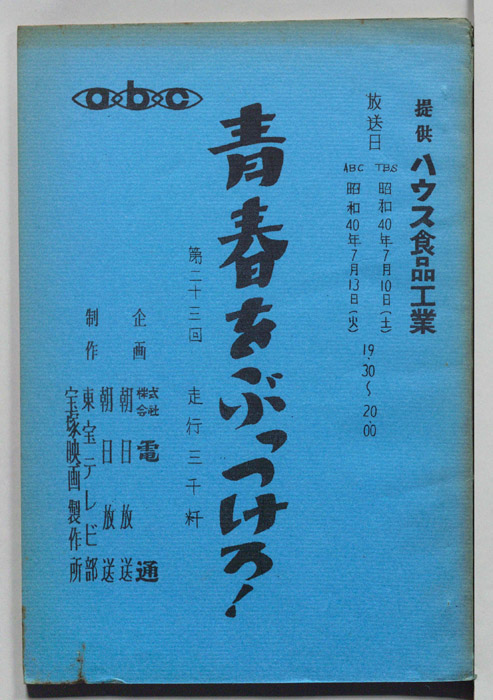 提供 ハウス食品工業
放送日
TBS 昭和40年7月10日(土)
ABC 昭和40年7月13日(火)
19.30~20.00
abc
青春をぶっつけろ!
第二十三回 走行三千粁
企画
株式会社 電通
朝日放送
制作
朝日放送
東宝テレビ部
宝塚映画製作所